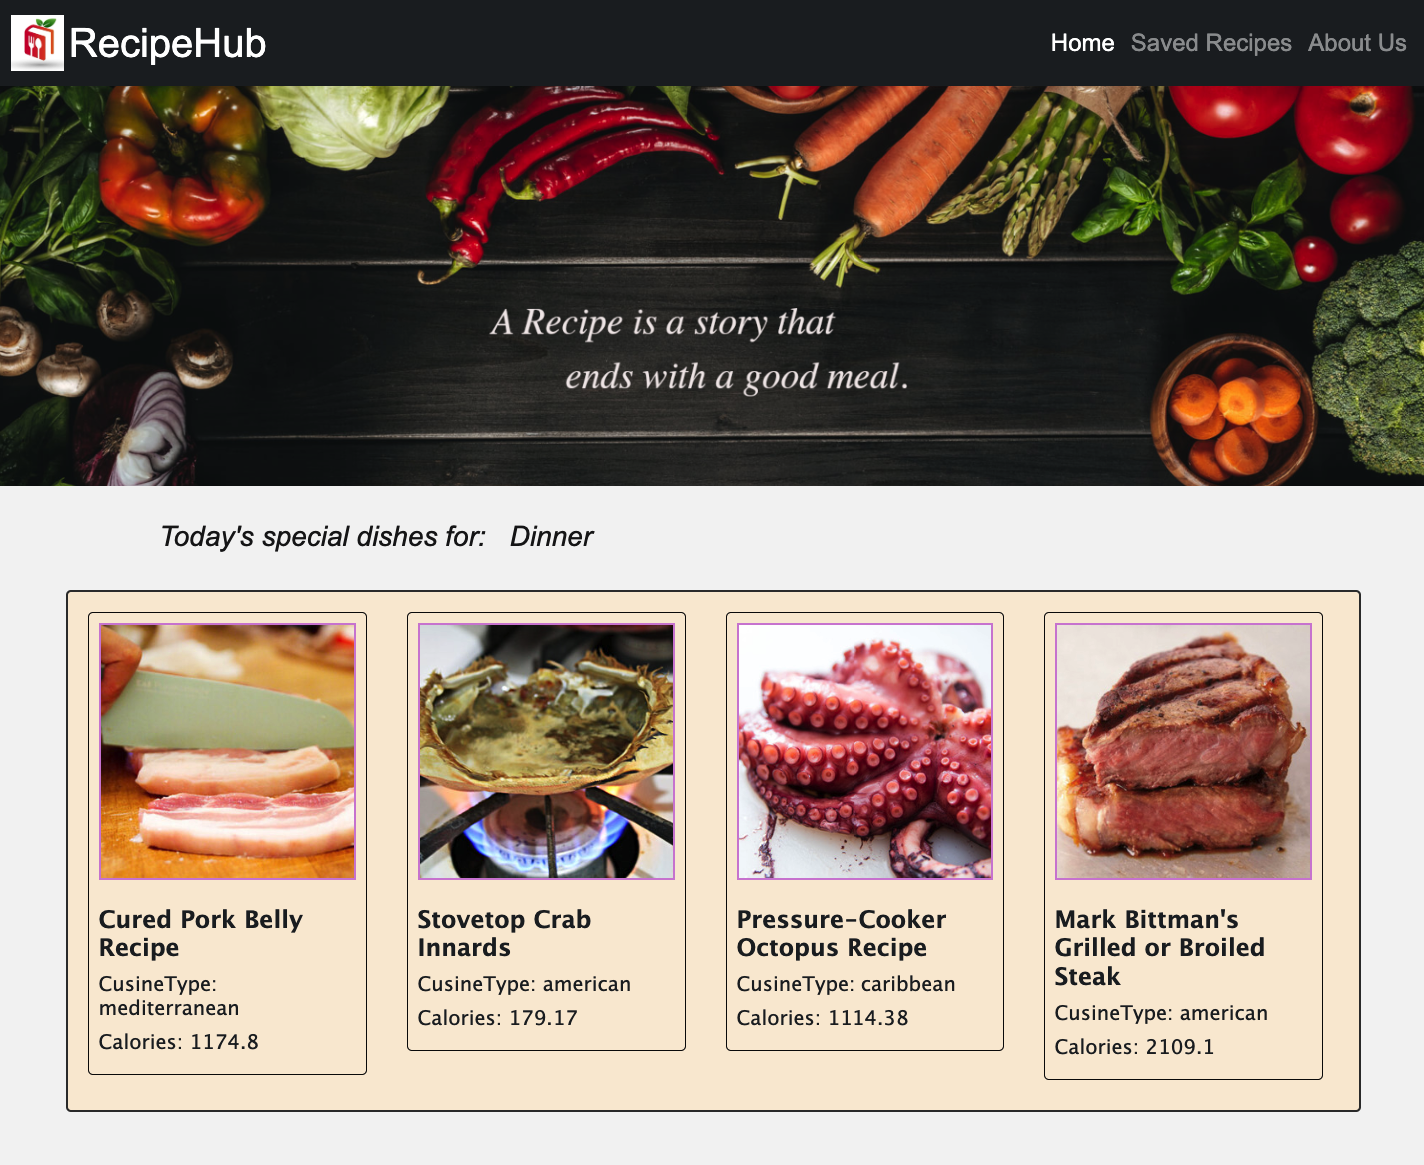 RecipeHub
Home Saved Recipes About Us
A Recipe is a story that
ends with a good meal.
Today's special dishes for: Dinner
Cured Pork Belly
Recipe
CusineType:
mediterranean
Calories: 1174.8
Stovetop Crab
Innards
CusineType: american
Calories: 179.17
Pressure-Cooker
Octopus Recipe
CusineType: caribbean
Calories: 1114.38
Mark Bittman's
Grilled or Broiled
Steak
CusineType: american
Calories: 2109.1